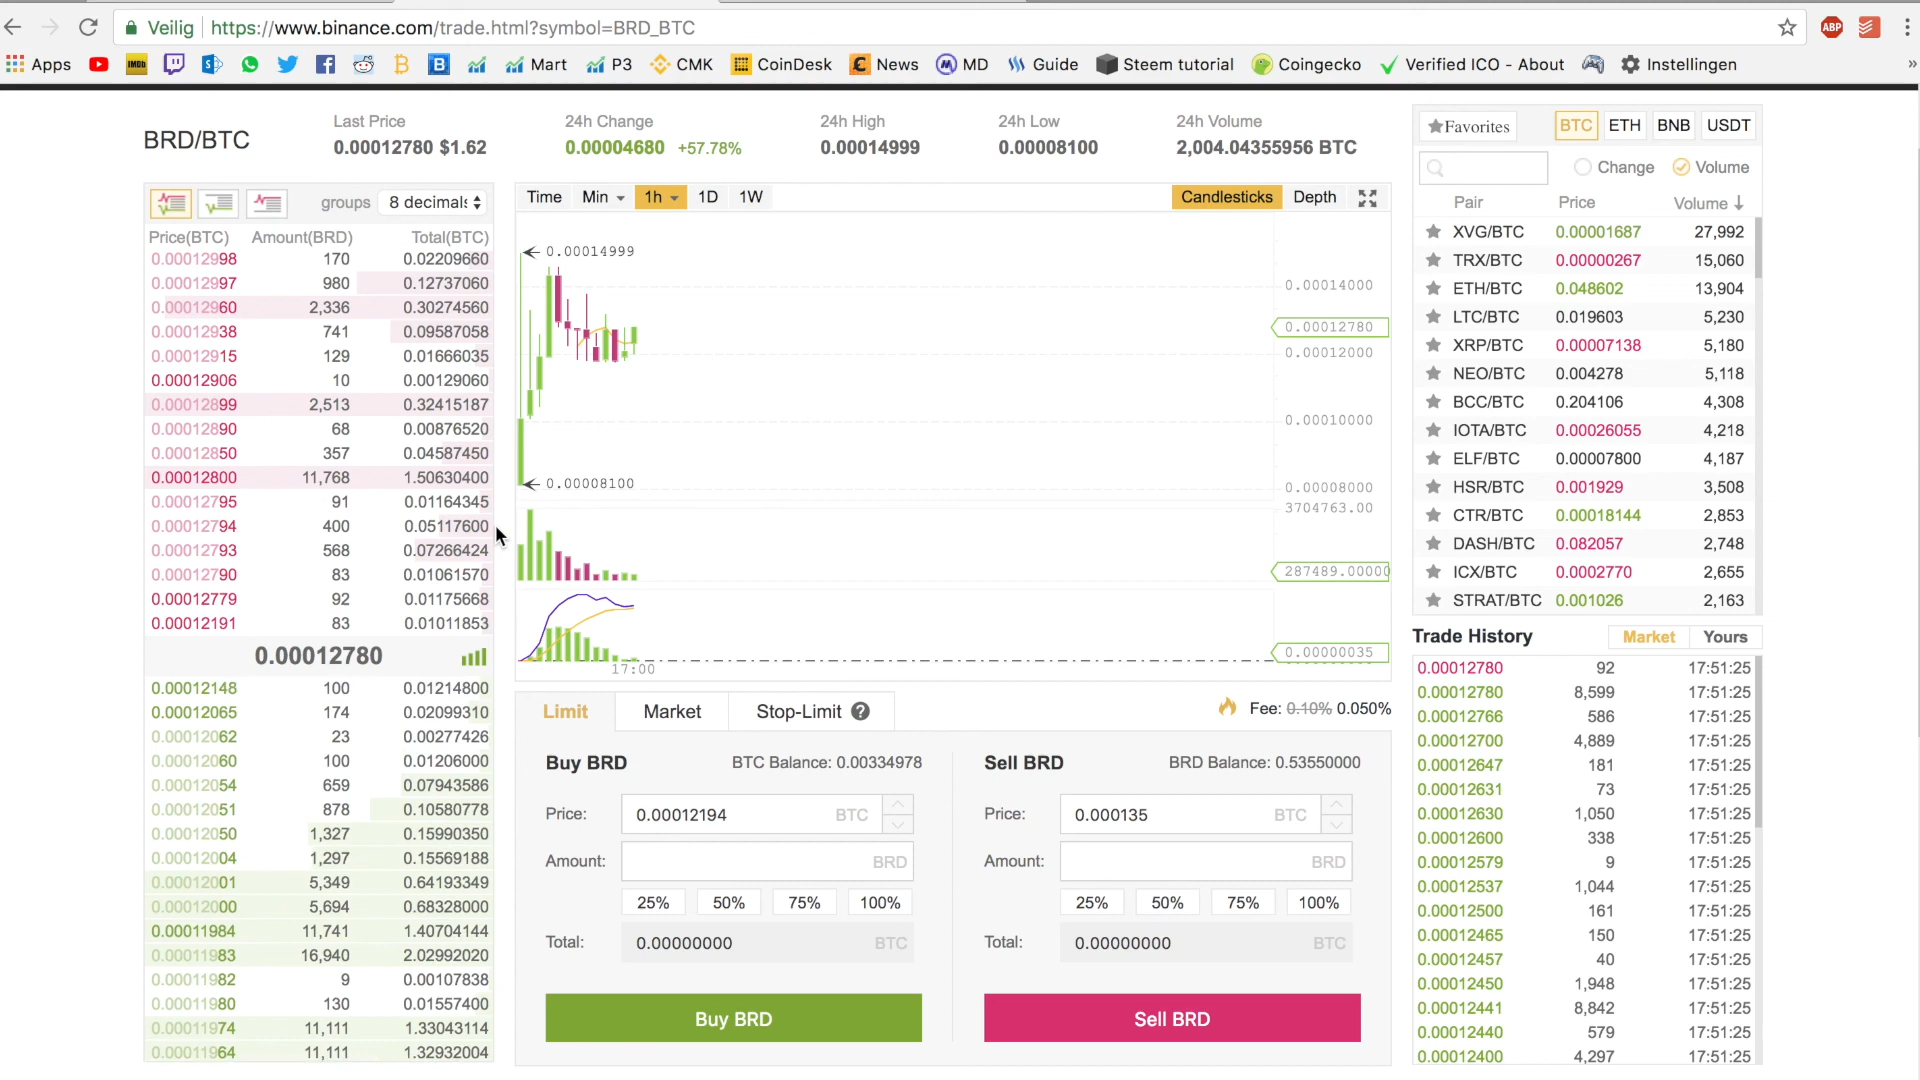 Veilig https://www.binance.com/trade.html?symbol=BRD_BTC ABP
Apps IMDb B Mart P3 CMK CoinDesk News MD Guide Steem tutorial Coingecko Verified ICO - About Instellingen »
BRD/BTC
Last Price
0.00012780 $1.62
24h Change
0.00004680 +57.78%
24h High
0.00014999
24h Low
0.00008100
24h Volume
2,004.04355956 BTC
groups 8 decimals
Price(BTC) Amount(BRD) Total(BTC)
0.00012998 170 0.02209660
0.00012997 980 0.12737060
0.00012960 2,336 0.30274560
0.00012938 741 0.09587058
0.00012915 129 0.01666035
0.00012906 10 0.00129060
0.00012899 2,513 0.32415187
0.00012890 68 0.00876520
0.00012850 357 0.04587450
0.00012800 11,768 1.50630400
0.00012795 91 0.01164345
0.00012794 400 0.05117600
0.00012793 568 0.07266424
0.00012790 83 0.01061570
0.00012779 92 0.01175668
0.00012191 83 0.01011853
0.00012780
0.00012148 100 0.01214800
0.00012065 174 0.02099310
0.00012062 23 0.00277426
0.00012060 100 0.01206000
0.00012054 659 0.07943586
0.00012051 878 0.10580778
0.00012050 1,327 0.15990350
0.00012004 1,297 0.15569188
0.00012001 5,349 0.64193349
0.00012000 5,694 0.68328000
0.00011984 11,741 1.40704144
0.00011983 16,940 2.02992020
0.00011982 9 0.00107838
0.00011980 130 0.01557400
0.00011974 11,111 1.33043114
0.00011964 11,111 1.32932004
Time Min 1h 1D 1W Candlesticks Depth
0.00014999
0.00014000
0.00012780
0.00012000
0.00010000
0.00008100
0.00008000
3704763.00
287489.00000
0.00000035
17:00
Limit Market Stop-Limit ? Fee: 0.10% 0.050%
Buy BRD BTC Balance: 0.00334978
Price: 0.00012194 BTC
Amount: BRD
25% 50% 75% 100%
Total: 0.00000000 BTC
Buy BRD
Sell BRD BRD Balance: 0.53550000
Price: 0.000135 BTC
Amount: BRD
25% 50% 75% 100%
Total: 0.00000000 BTC
Sell BRD
Favorites BTC ETH BNB USDT
Change Volume
Pair Price Volume
XVG/BTC 0.00001687 27,992
TRX/BTC 0.00000267 15,060
ETH/BTC 0.048602 13,904
LTC/BTC 0.019603 5,230
XRP/BTC 0.00007138 5,180
NEO/BTC 0.004278 5,118
BCC/BTC 0.204106 4,308
IOTA/BTC 0.00026055 4,218
ELF/BTC 0.00007800 4,187
HSR/BTC 0.001929 3,508
CTR/BTC 0.00018144 2,853
DASH/BTC 0.082057 2,748
ICX/BTC 0.0002770 2,655
STRAT/BTC 0.001026 2,163
Trade History Market Yours
0.00012780 92 17:51:25
0.00012780 8,599 17:51:25
0.00012766 586 17:51:25
0.00012700 4,889 17:51:25
0.00012647 181 17:51:25
0.00012631 73 17:51:25
0.00012630 1,050 17:51:25
0.00012600 338 17:51:25
0.00012579 9 17:51:25
0.00012537 1,044 17:51:25
0.00012500 161 17:51:25
0.00012465 150 17:51:25
0.00012457 40 17:51:25
0.00012450 1,948 17:51:25
0.00012441 8,842 17:51:25
0.00012440 579 17:51:25
0.00012400 4,297 17:51:25